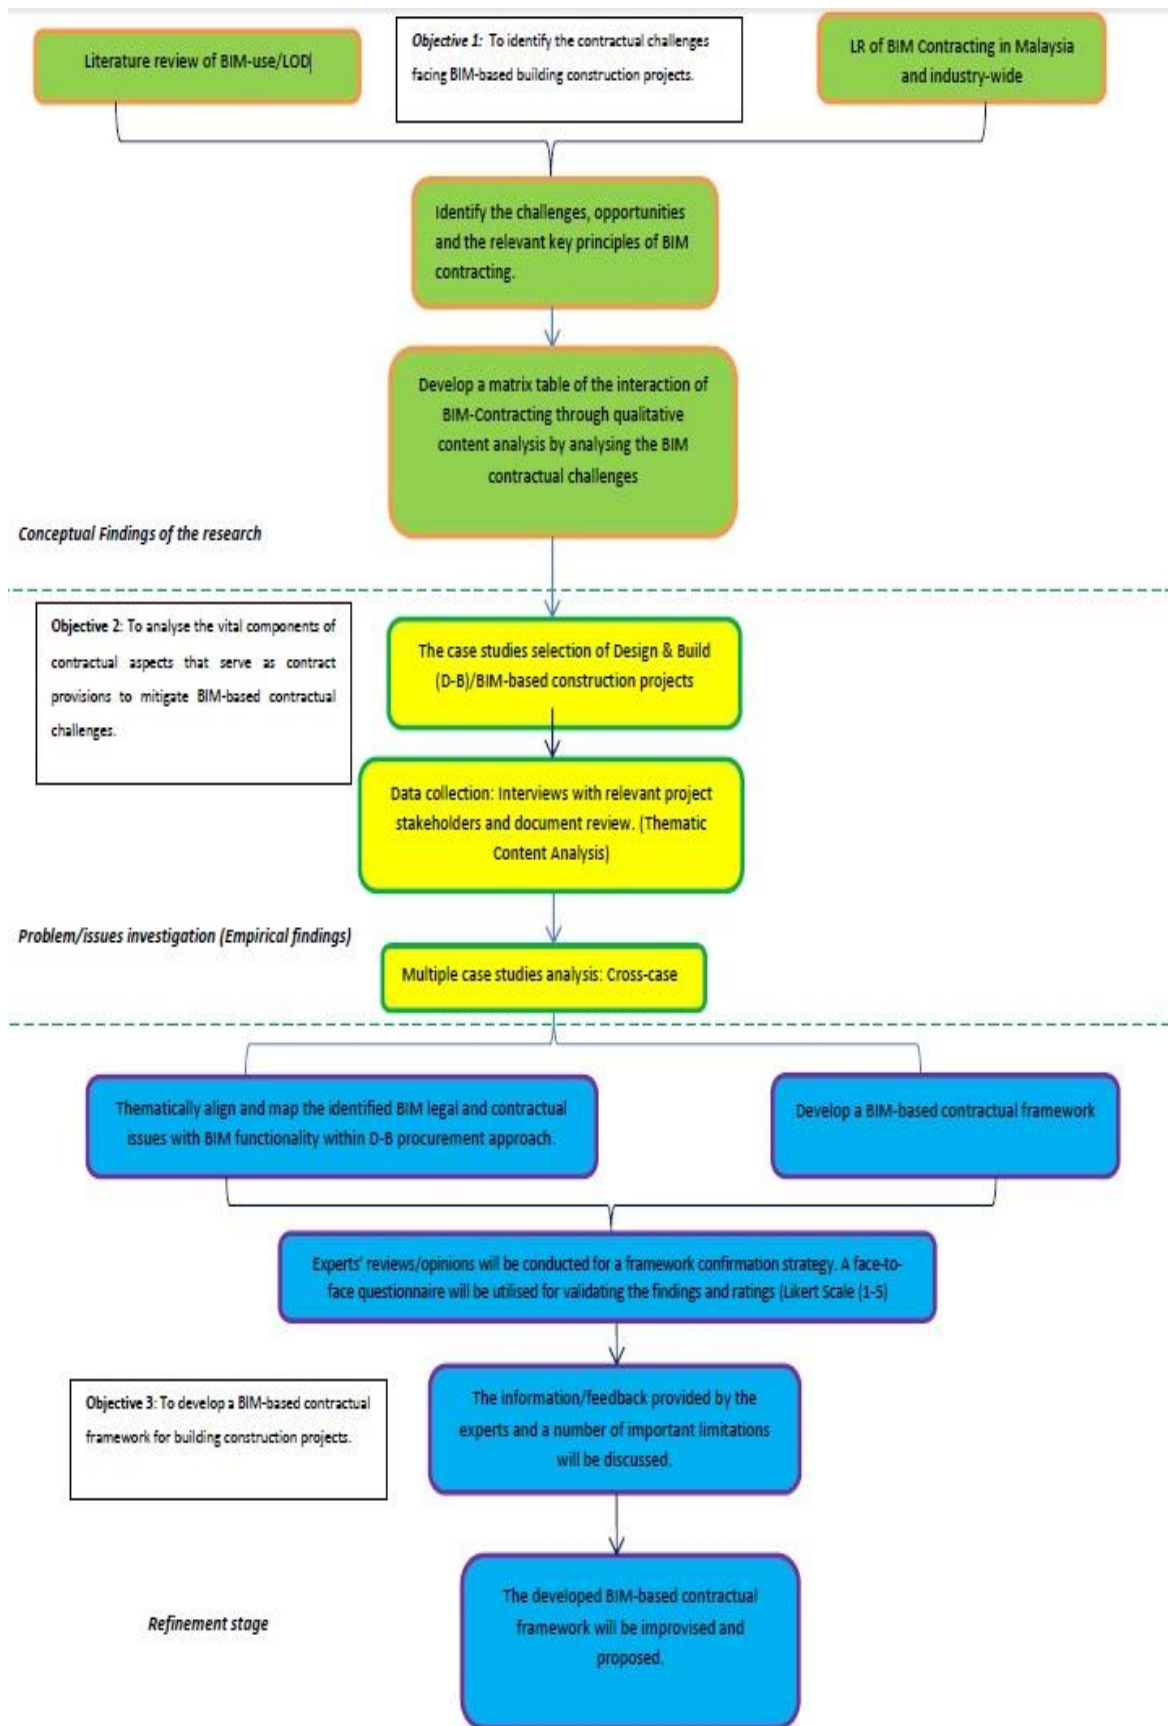 Literature review of BIM-use/LOD
Objective 1: To identify the contractual challenges
facing BIM-based building construction projects.
LR of BIM Contracting in Malaysia
and industry-wide
Identify the challenges, opportunities
and the relevant key principles of BIM
contracting.
Develop a matrix table of the interaction of
BIM-Contracting through qualitative
content analysis by analysing the BIM
contractual challenges
Conceptual Findings of the research
Objective 2: To analyse the vital components of
contractual aspects that serve as contract
provisions to mitigate BIM-based contractual
challenges.
The case studies selection of Design & Build
(D-B)/BIM-based construction projects
Data collection: Interviews with relevant project
stakeholders and document review. (Thematic
Content Analysis)
Problem/issues investigation (Empirical findings)
Multiple case studies analysis: Cross-case
Thematically align and map the identified BIM legal and contractual
issues with BIM functionality within D-B procurement approach.
Develop a BIM-based contractual framework
Experts' reviews/opinions will be conducted for a framework confirmation strategy. A face-to-
face questionnaire will be utilised for validating the findings and ratings (Likert Scale (1-5)
Objective 3: To develop a BIM-based contractual
framework for building construction projects.
The information/feedback provided by the
experts and a number of important limitations
will be discussed.
Refinement stage
The developed BIM-based contractual
framework will be improvised and
proposed.